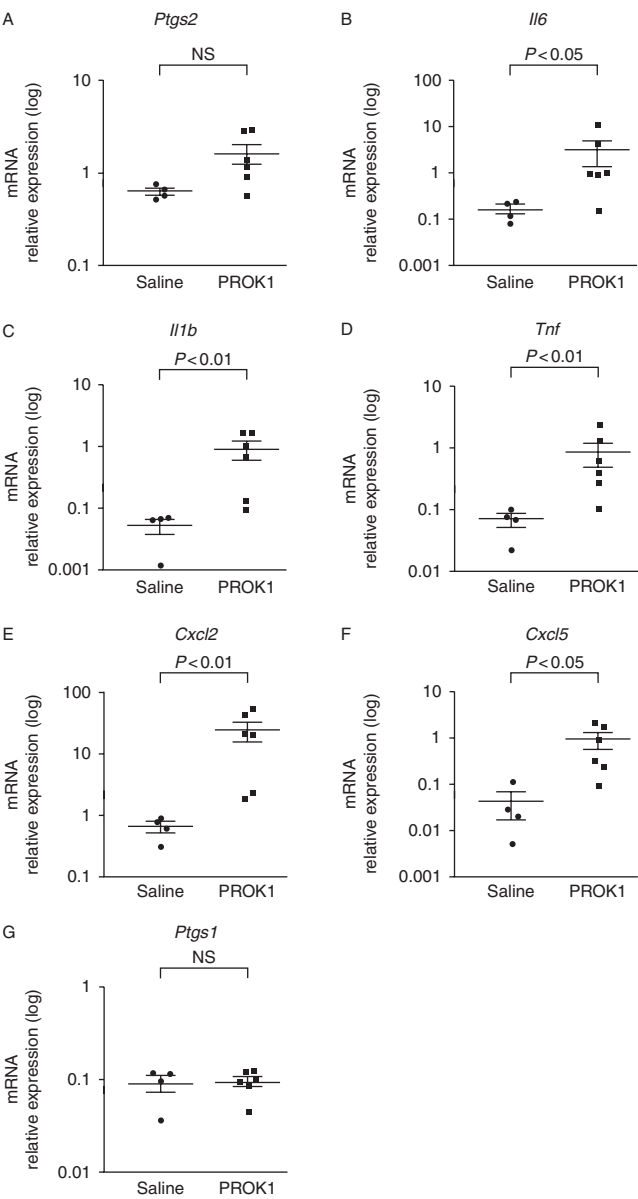 A
Ptgs2
NS
mRNA
relative expression (log)
10
1
0.1
Saline PROK1
B
Il6
P<0.05
mRNA
relative expression (log)
100
10
1
0.1
0.001
Saline PROK1
C
Il1b
P<0.01
mRNA
relative expression (log)
10
1
0.1
0.001
Saline PROK1
D
Tnf
P<0.01
mRNA
relative expression (log)
10
1
0.1
0.01
Saline PROK1
E
Cxcl2
P<0.01
mRNA
relative expression (log)
100
10
1
0.1
Saline PROK1
F
Cxcl5
P<0.05
mRNA
relative expression (log)
10
1
0.1
0.01
0.001
Saline PROK1
G
Ptgs1
NS
mRNA
relative expression (log)
1
0.1
0.01
Saline PROK1